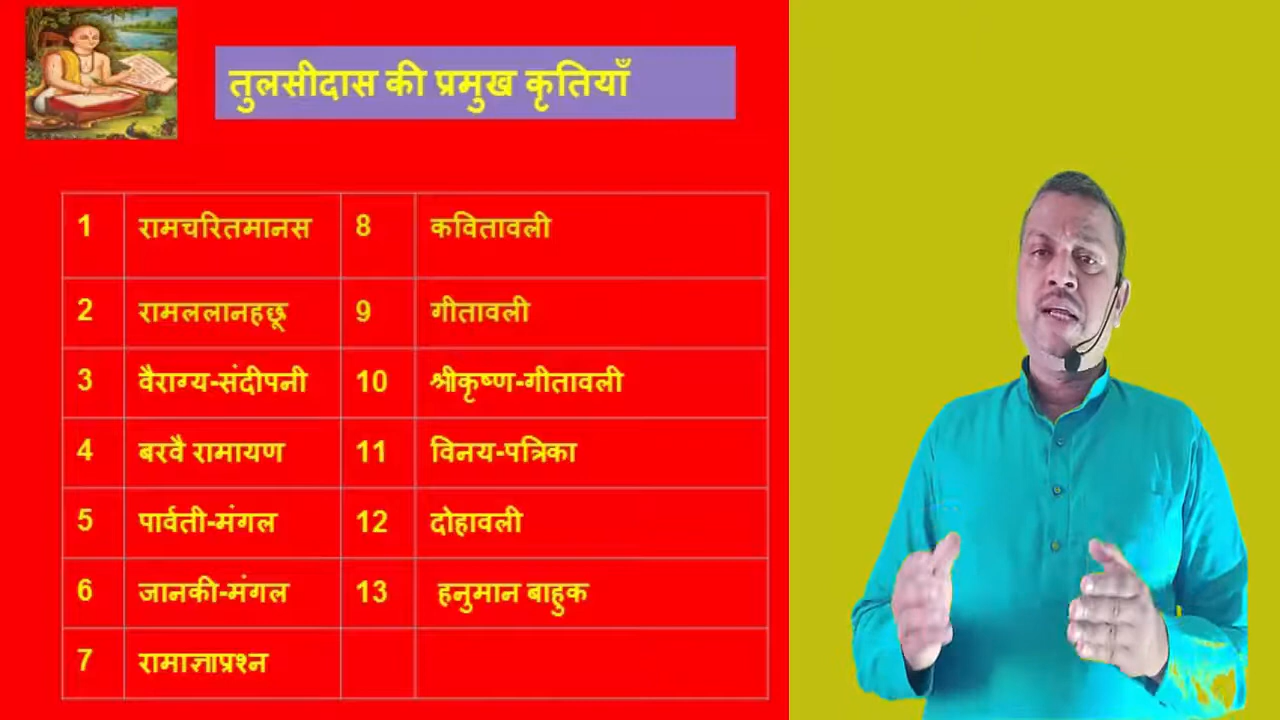 तुलसीदास की प्रमुख कृतियाँ
1 रामचरितमानस 8 कवितावली
2 रामललानहछू 9 गीतावली
3 वैराग्य-संदीपनी 10 श्रीकृष्ण-गीतावली
4 बरवै रामायण 11 विनय-पत्रिका
5 पार्वती-मंगल 12 दोहावली
6 जानकी-मंगल 13 हनुमान बाहुक
7 रामाज्ञाप्रश्न